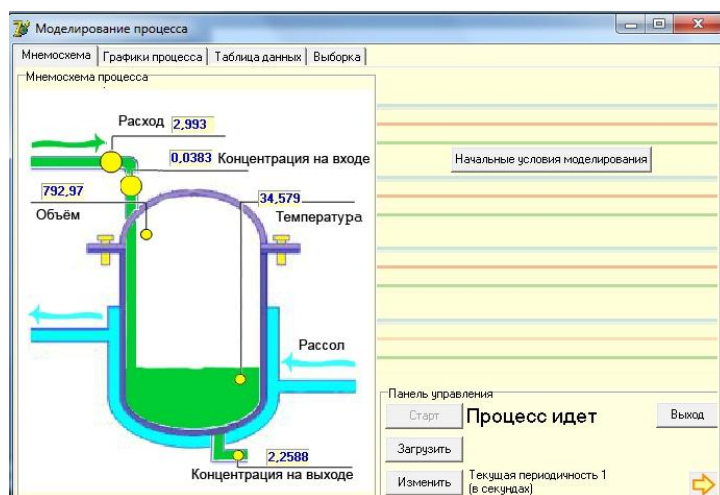 Моделирование процесса
Мнемосхема Графики процесса Таблица данных Выборка
Мнемосхема процесса
Расход 2,993
0,0383 Концентрация на входе
792,97
Объём
34,579
Температура
Рассол
2,2588
Концентрация на выходе
Начальные условия моделирования
Панель управления
Старт Процесс идет Выход
Загрузить
Изменить Текущая периодичность 1
(в секундах)